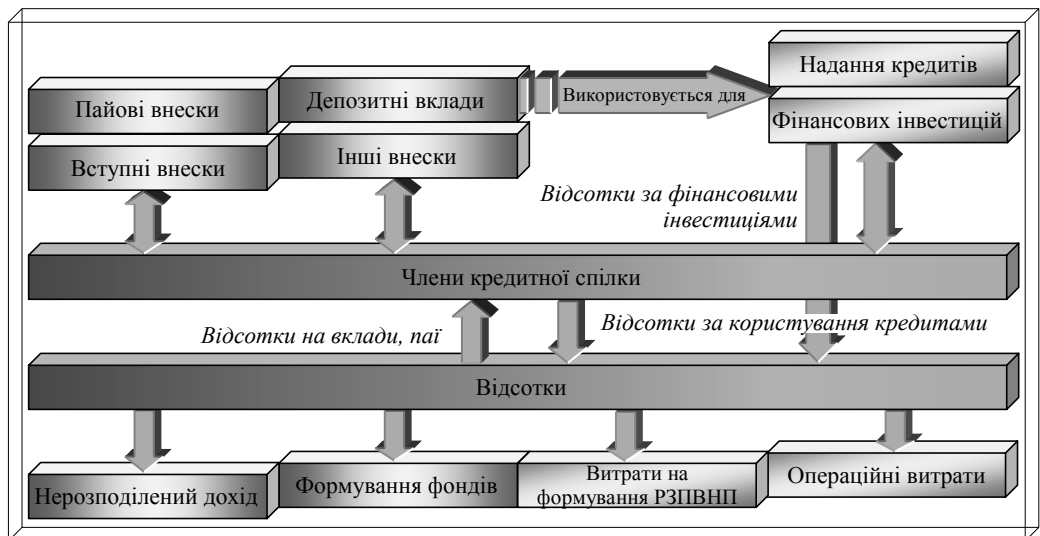 Надання кредитів
Депозитні вклади
Використовується для
Пайові внески
Фінансових інвестицій
Інші внески
Вступні внески
Відсотки за фінансовими
інвестиціями
Члени кредитної спілки
Відсотки на вклади, паї
Відсотки за користування кредитами
Відсотки
Нерозподілений дохід
Формування фондів
Витрати на
формування РЗПВНП
Операційні витрати